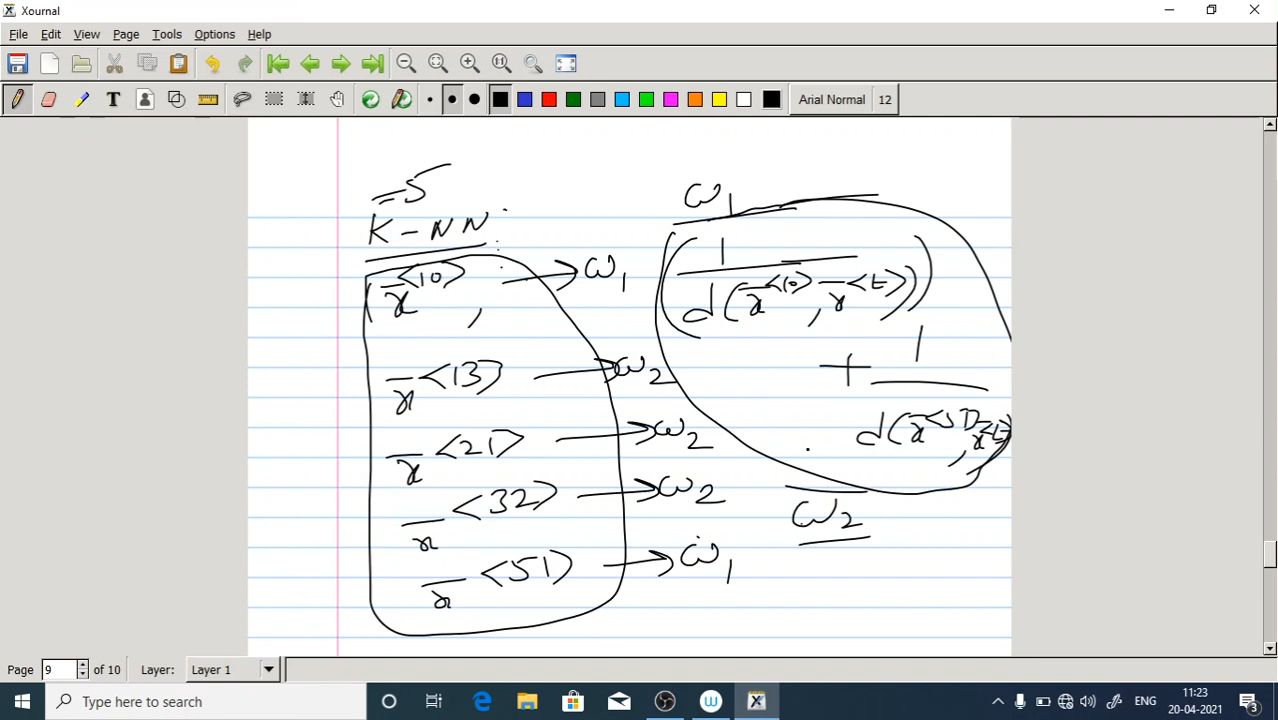 Xournal
File Edit View Page Tools Options Help
T Arial Normal 12
=5
K-NN:
(x̄<10>, → ω1
x̄<13> → ω2
x̄<21> → ω2
x̄<32> → ω2
x̄<51> → ω1
ω1
(1
d(x̄<10>, x̄<t>))
+ 1
d(x̄<51>, x̄<t>)
ω2
Page 9 of 10 Layer: Layer 1
Type here to search
ENG
11:23
20-04-2021
3